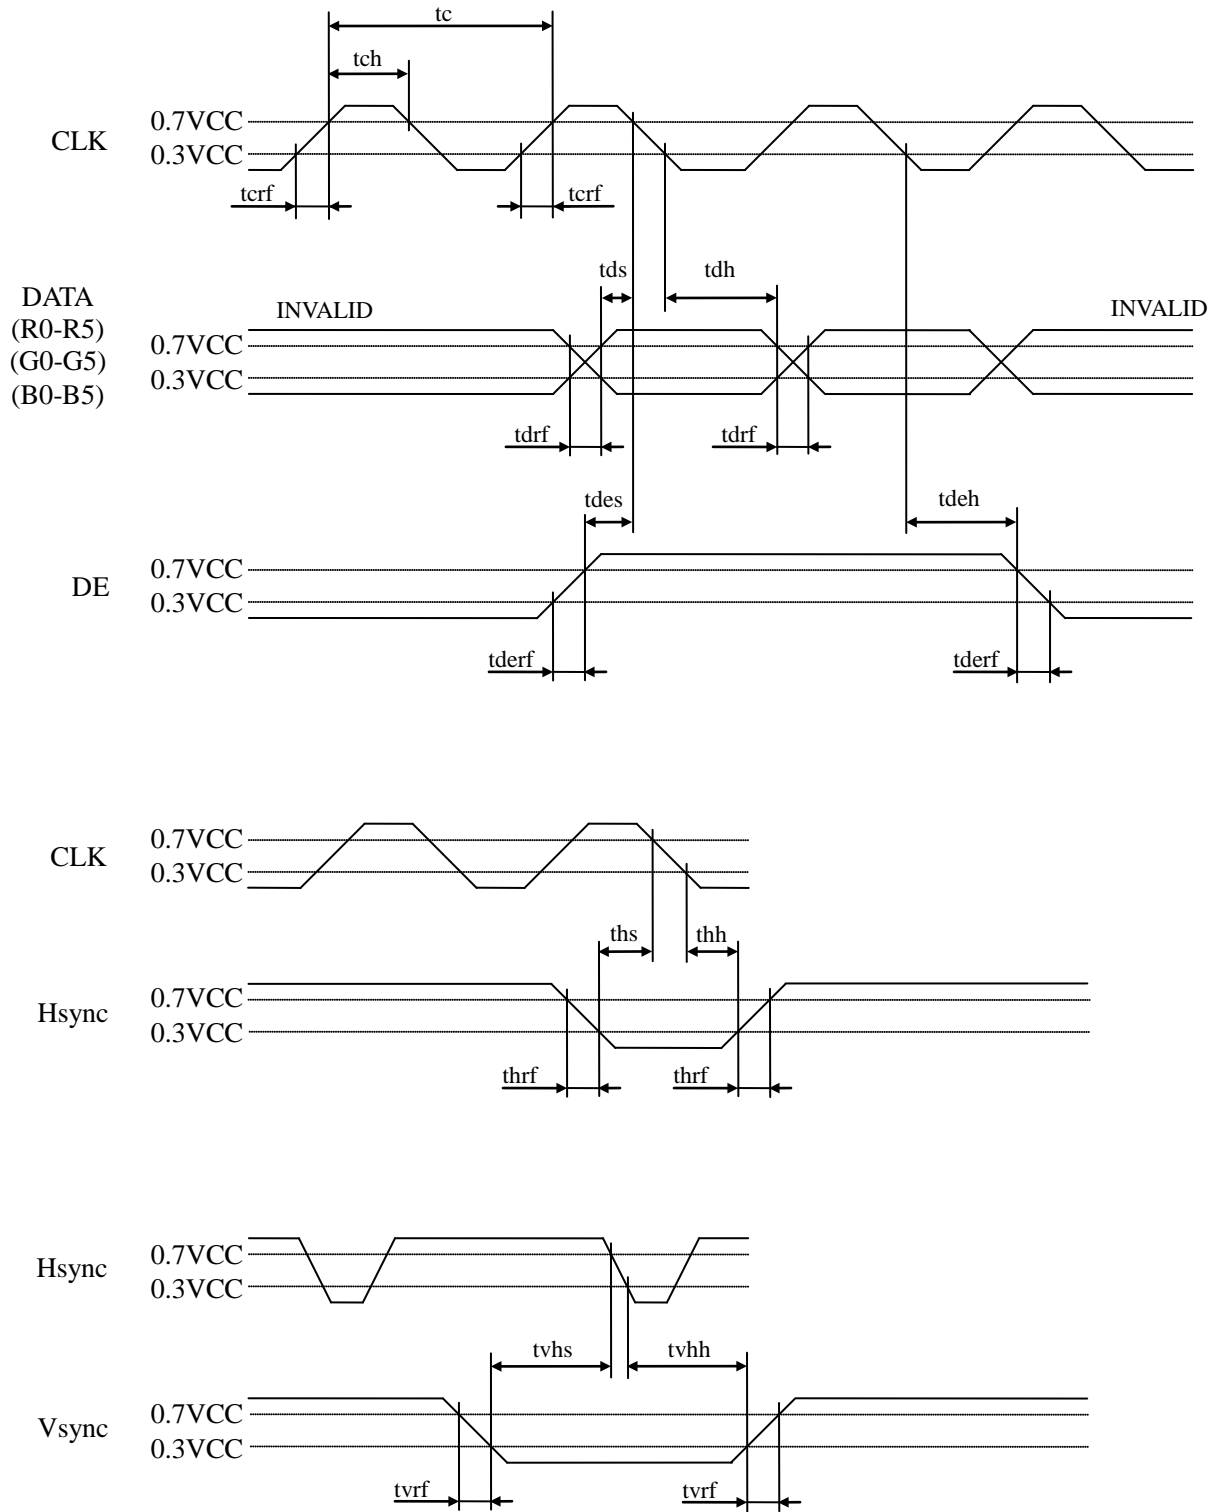 tc
tch
CLK
0.7VCC
0.3VCC
tcrf
tcrf
tds
tdh
DATA
(R0-R5)
(G0-G5)
(B0-B5)
INVALID
INVALID
0.7VCC
0.3VCC
tdrf
tdrf
tdes
tdeh
DE
0.7VCC
0.3VCC
tderf
tderf
CLK
0.7VCC
0.3VCC
ths
thh
Hsync
0.7VCC
0.3VCC
thrf
thrf
Hsync
0.7VCC
0.3VCC
tvhs
tvhh
Vsync
0.7VCC
0.3VCC
tvrf
tvrf